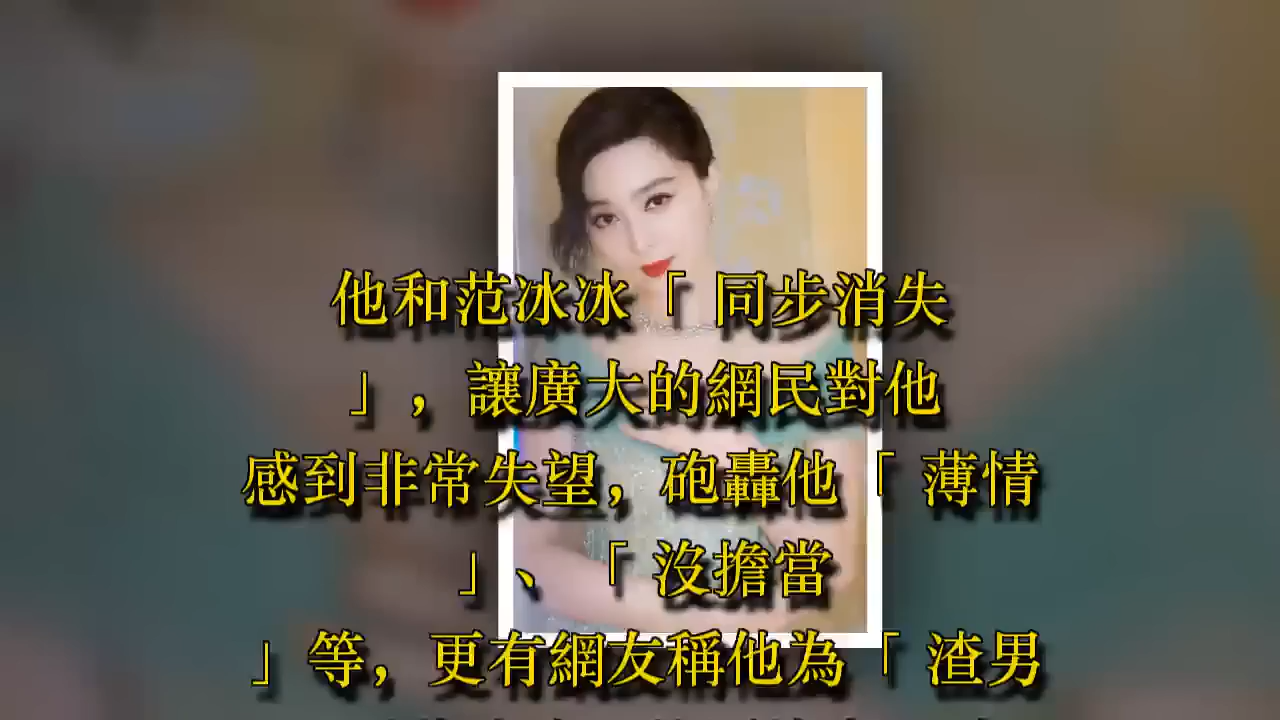 他和范冰冰「 同步消失
」，讓廣大的網民對他
感到非常失望，砲轟他「 薄情
」、「 沒擔當
」等，更有網友稱他為「 渣男